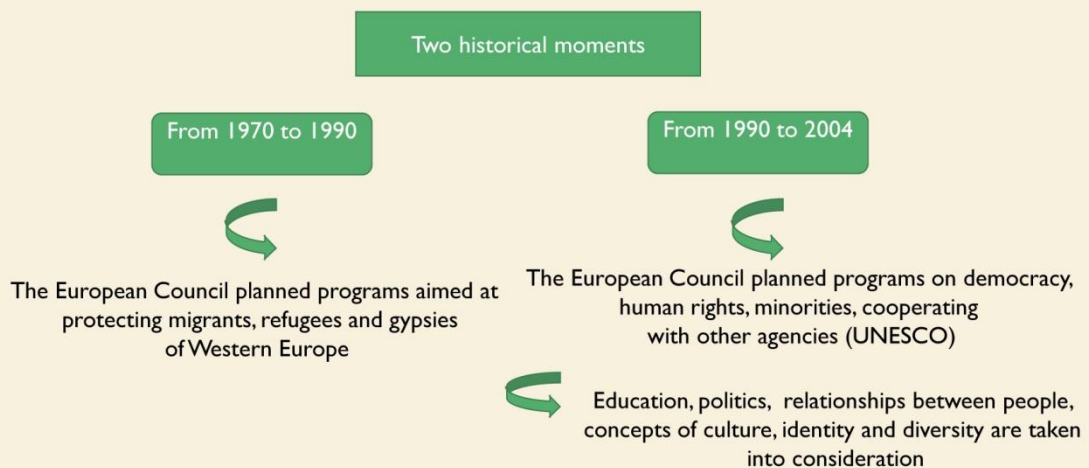 Two historical moments
From 1970 to 1990
The European Council planned programs aimed at
protecting migrants, refugees and gypsies
of Western Europe
From 1990 to 2004
The European Council planned programs on democracy,
human rights, minorities, cooperating
with other agencies (UNESCO)
Education, politics, relationships between people,
concepts of culture, identity and diversity are taken
into consideration